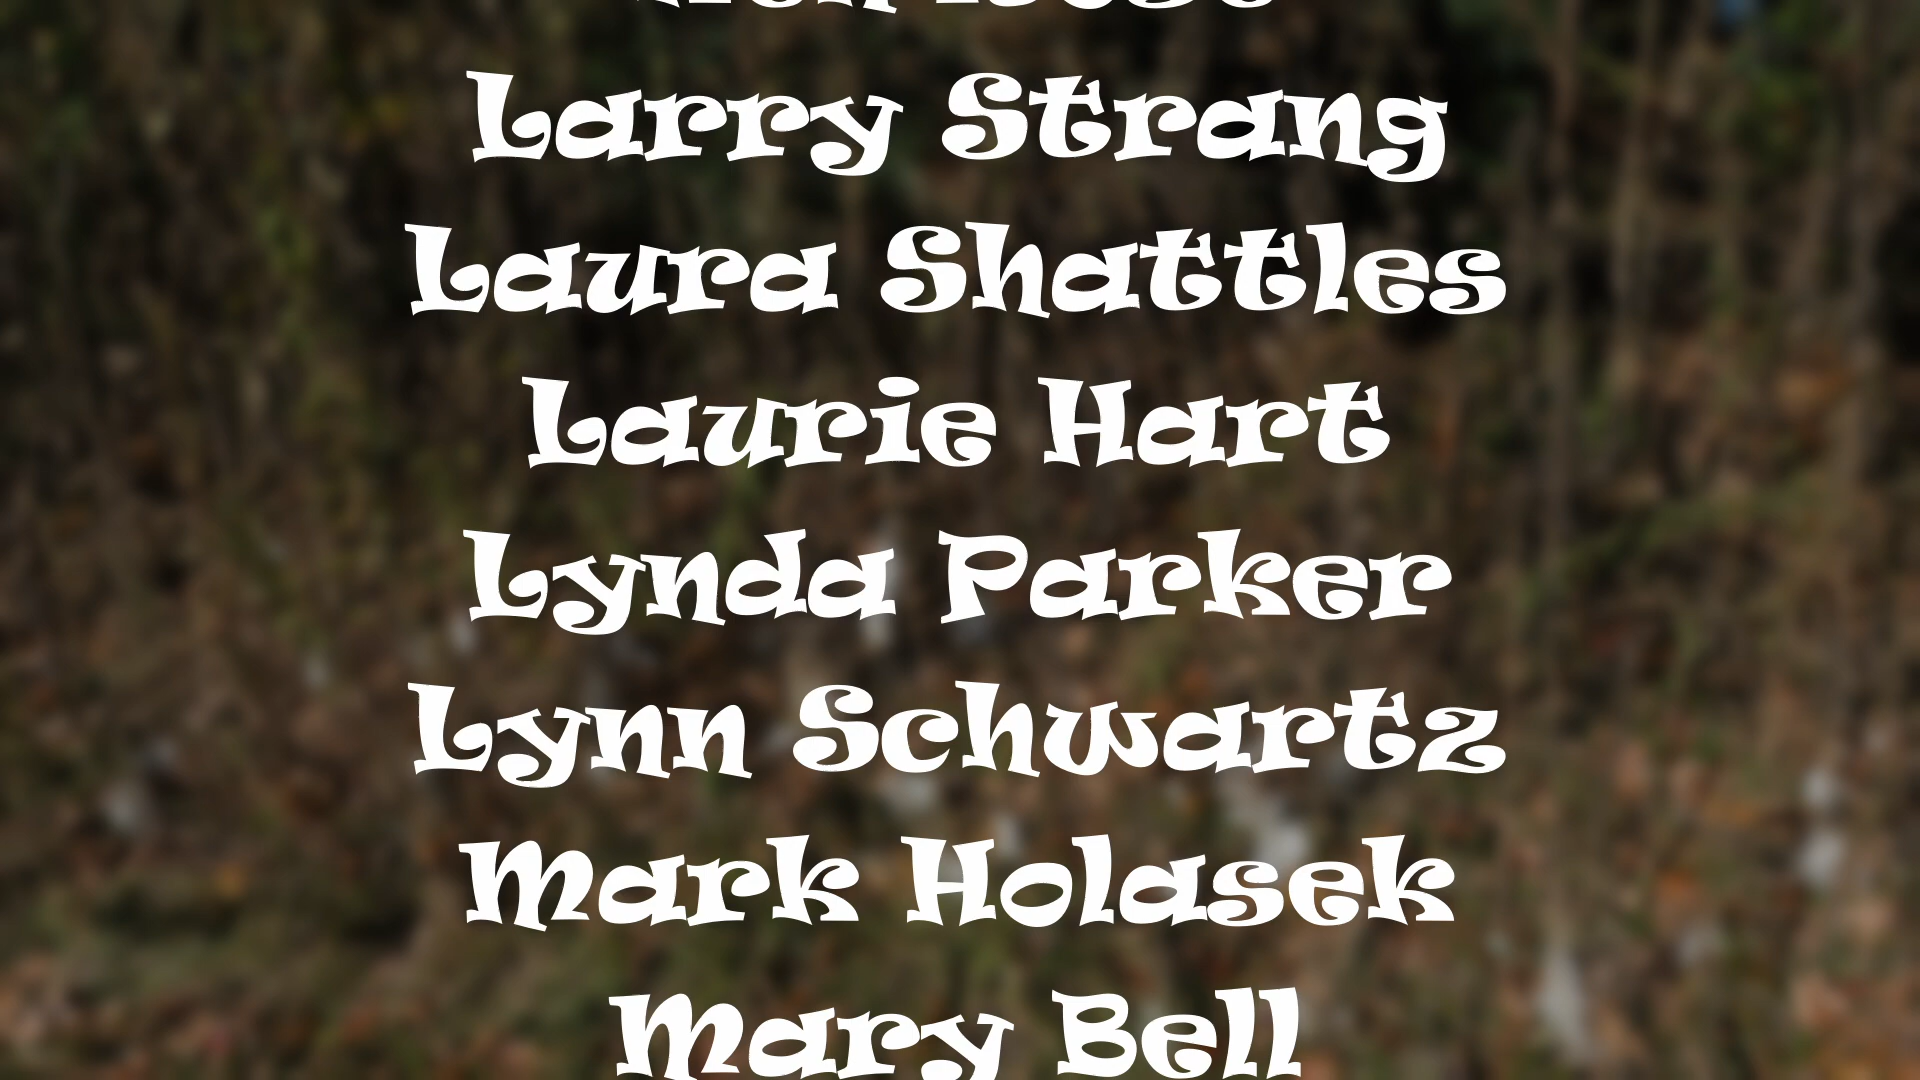 Larry Strang
Laura Shattles
Laurie Hart
Lynda Parker
Lynn Schwartz
Mark Holasek
Mary Bell